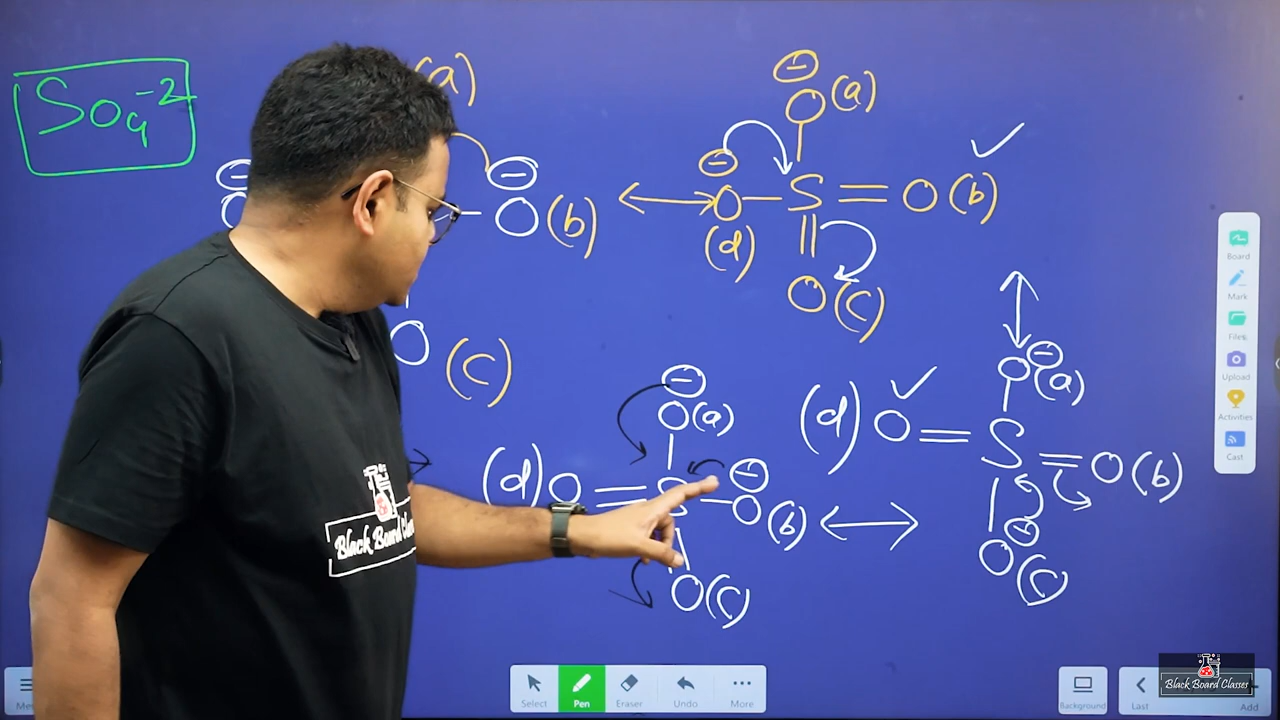 So4^-2
(a)
⊖
O (b)
O (c)
⊖
O (a)
⊖
O – S = O (b)
(d)
O (c)
⊖
O (a)
(d) O = S – O (b)
⊖
O (c)
⊖
O (a)
(d) O = S = O (b)
⊖
O (c)
Black Board Classes
Board
Mark
Files
Upload
Activities
Cast
Select
Pen
Eraser
Undo
More
Background
Last
Add
Black Board Classes